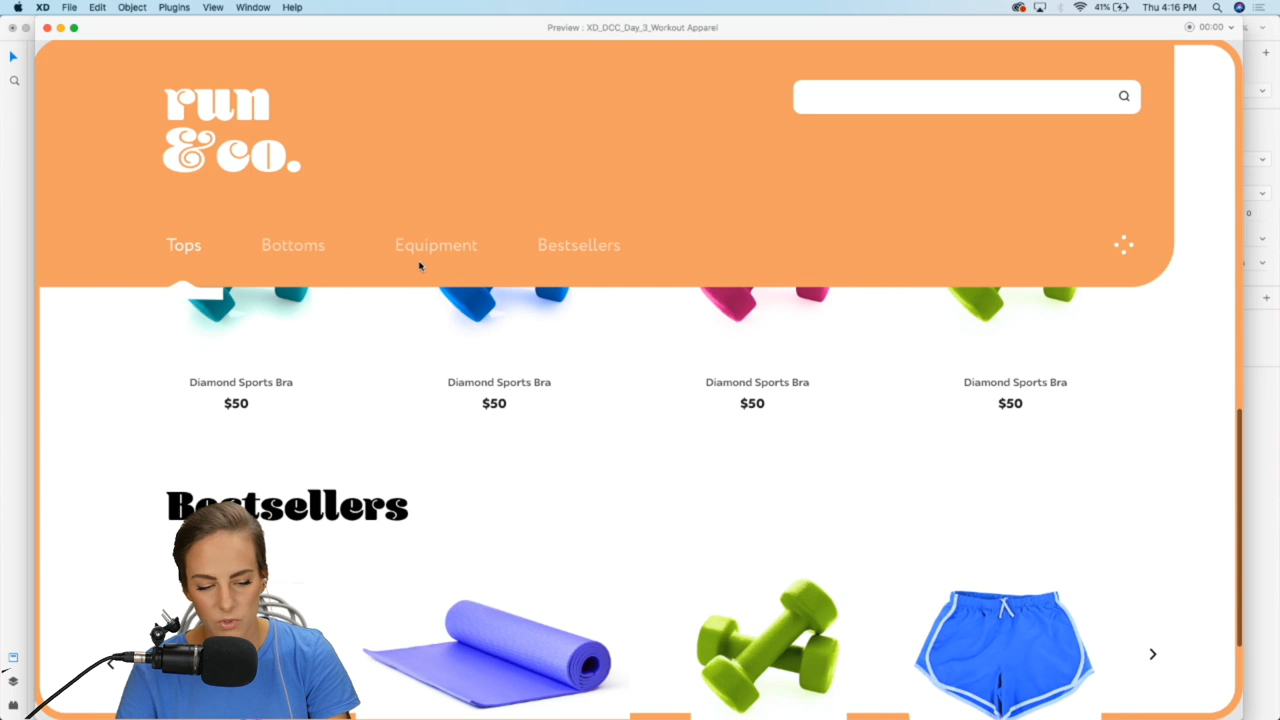 XD File Edit Object Plugins View Window Help
41% Thu 4:16 PM
Preview : XD_DCC_Day_3_Workout Apparel
00:00
%
run
&co.
Tops Bottoms Equipment Bestsellers
0
Diamond Sports Bra Diamond Sports Bra Diamond Sports Bra Diamond Sports Bra
$50 $50 $50 $50
Bestsellers